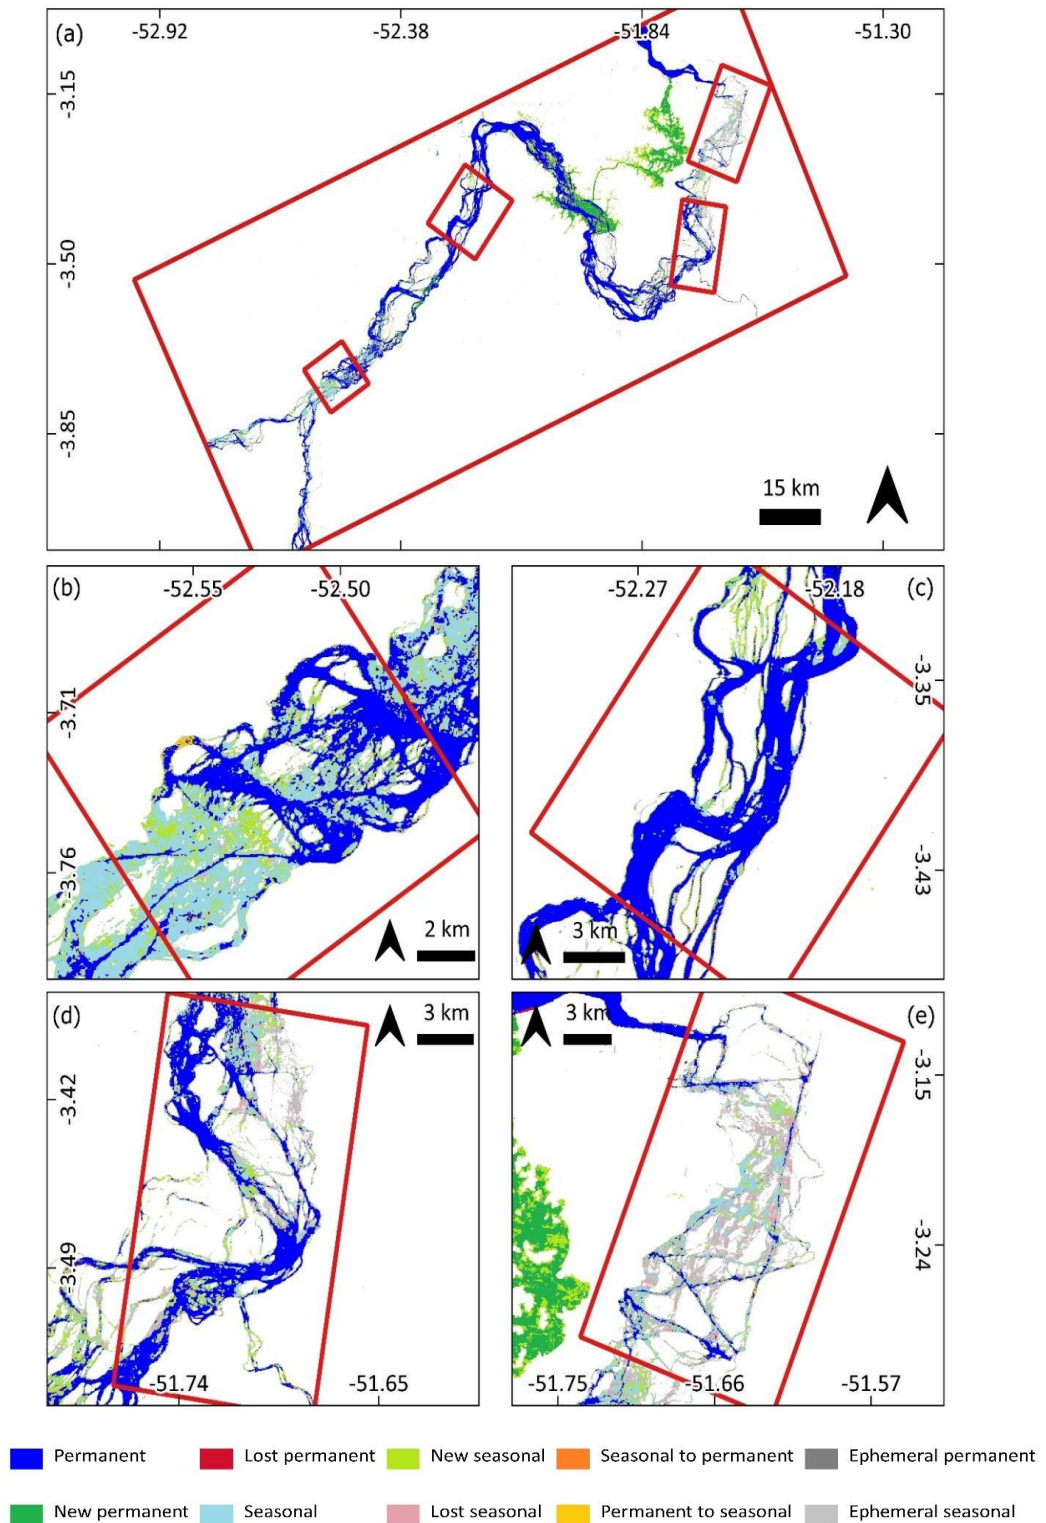 (a)
-52.92 -52.38 -51.84 -51.30
-3.15
-3.50
-3.85
15 km
(b)
-52.55 -52.50
-3.71
-3.76
2 km
-52.27 -52.18 (c)
-3.35
-3.43
3 km
(d)
3 km
-3.42
-3.49
-51.74 -51.65
3 km
(e)
-3.15
-3.24
-51.75 -51.66 -51.57
Permanent Lost permanent New seasonal Seasonal to permanent Ephemeral permanent
New permanent Seasonal Lost seasonal Permanent to seasonal Ephemeral seasonal